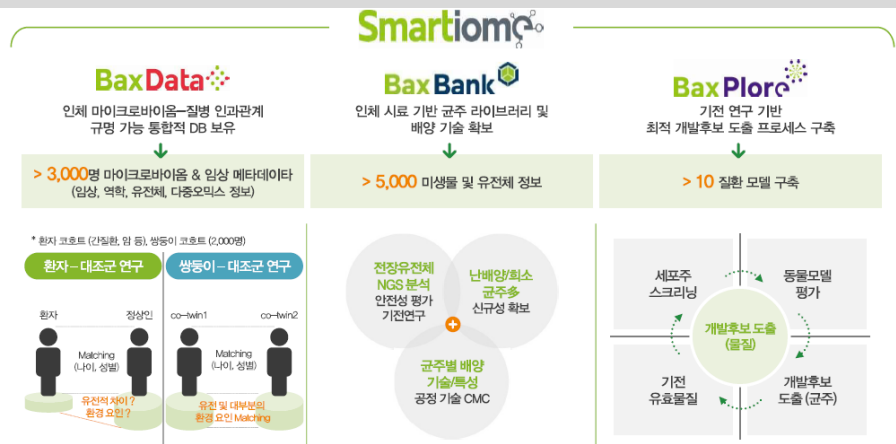 Smartiome
BaxData
인체 마이크로바이옴-질병 인과관계
규명 가능 통합적 DB 보유
> 3,000명 마이크로바이옴 & 임상 메타데이타
(임상, 역학, 유전체, 다중오믹스 정보)
* 환자 코호트 (간질환, 암 등), 쌍둥이 코호트 (2,000명)
환자 – 대조군 연구
쌍둥이 – 대조군 연구
환자
정상인
Matching
(나이, 성별)
유전적 차이 ?
환경 요인 ?
co-twin1
co-twin2
Matching
(나이, 성별)
유전 및 대부분의
환경 요인 Matching
BaxBank
인체 시료 기반 균주 라이브러리 및
배양 기술 확보
> 5,000 미생물 및 유전체 정보
전장유전체
NGS 분석
안전성 평가
기전연구
난배양/희소
균주多
신규성 확보
균주별 배양
기술/특성
공정 기술 CMC
BaxPlore
기전 연구 기반
최적 개발후보 도출 프로세스 구축
> 10 질환 모델 구축
세포주
스크리닝
동물모델
평가
개발후보 도출
(물질)
기전
유효물질
개발후보
도출 (균주)